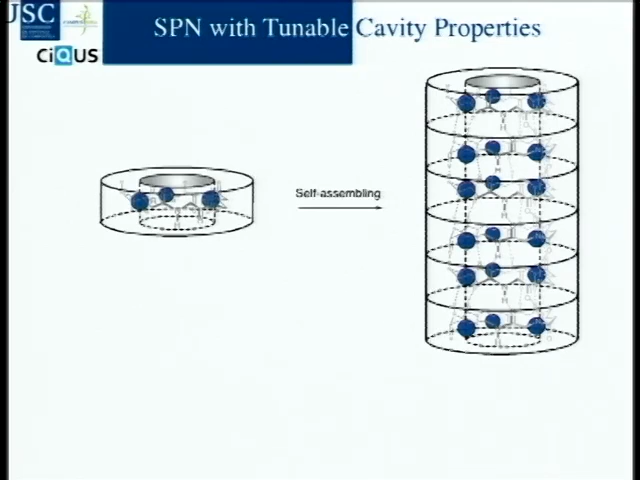 USC
SPN with Tunable Cavity Properties
CiQUS
Self-assembling